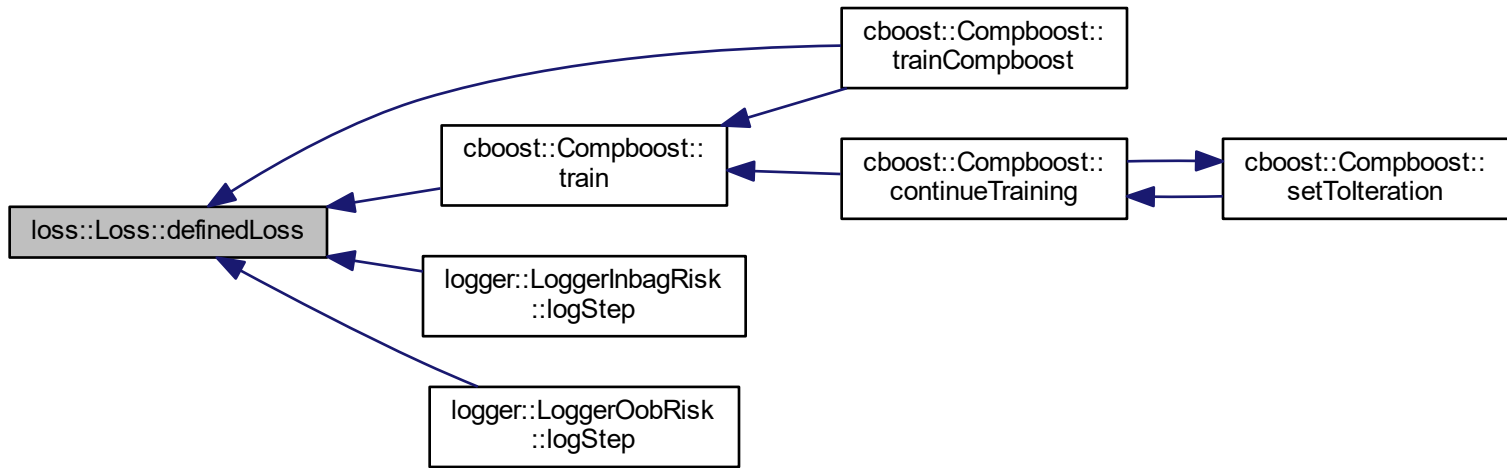 loss::Loss::definedLoss
cboost::Compboost::
trainCompboost
cboost::Compboost::
train
cboost::Compboost::
continueTraining
cboost::Compboost::
setToIteration
logger::LoggerInbagRisk
::logStep
logger::LoggerOobRisk
::logStep